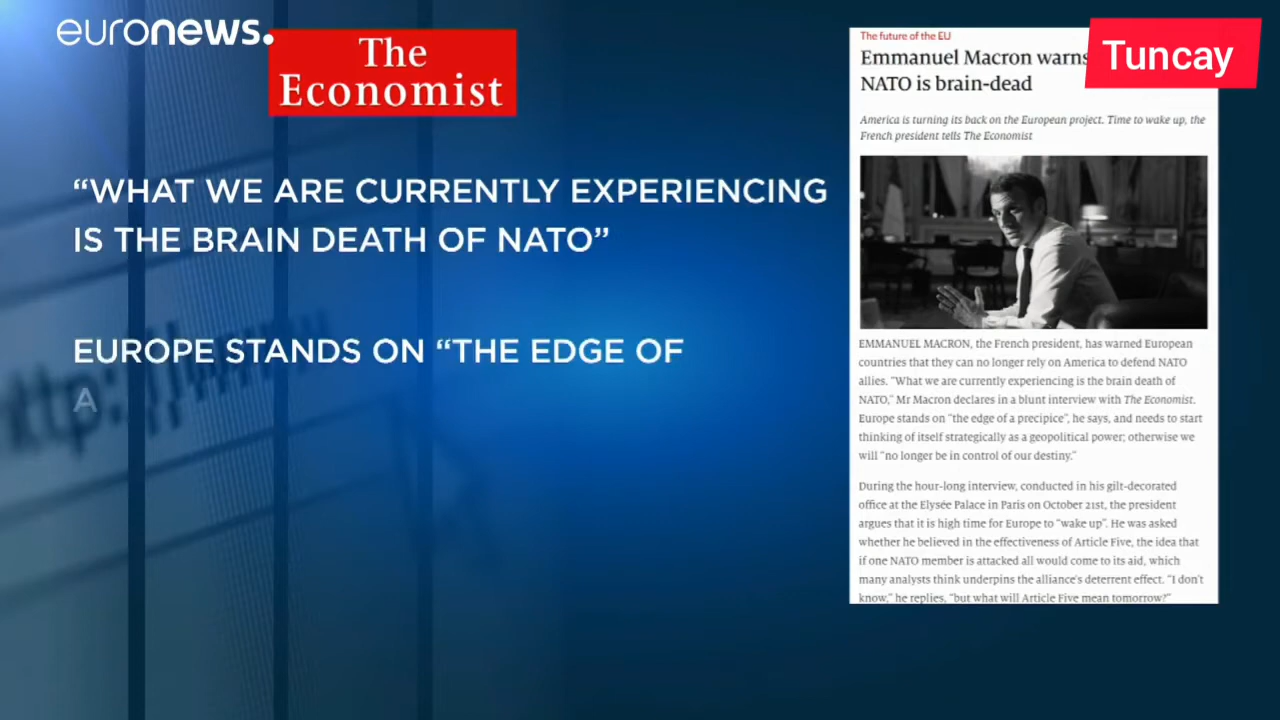 euronews.
The
Economist
"WHAT WE ARE CURRENTLY EXPERIENCING
IS THE BRAIN DEATH OF NATO"
EUROPE STANDS ON "THE EDGE OF
A
The future of the EU
Emmanuel Macron warns
NATO is brain-dead
Tuncay
America is turning its back on the European project. Time to wake up, the
French president tells The Economist
EMMANUEL MACRON, the French president, has warned European
countries that they can no longer rely on America to defend NATO
allies. "What we are currently experiencing is the brain death of
NATO," Mr Macron declares in a blunt interview with The Economist.
Europe stands on "the edge of a precipice", he says, and needs to start
thinking of itself strategically as a geopolitical power; otherwise we
will "no longer be in control of our destiny."
During the hour-long interview, conducted in his gilt-decorated
office at the Elysée Palace in Paris on October 21st, the president
argues that it is high time for Europe to "wake up". He was asked
whether he believed in the effectiveness of Article Five, the idea that
if one NATO member is attacked all would come to its aid, which
many analysts think underpins the alliance's deterrent effect. "I don't
know," he replies, "but what will Article Five mean tomorrow?"